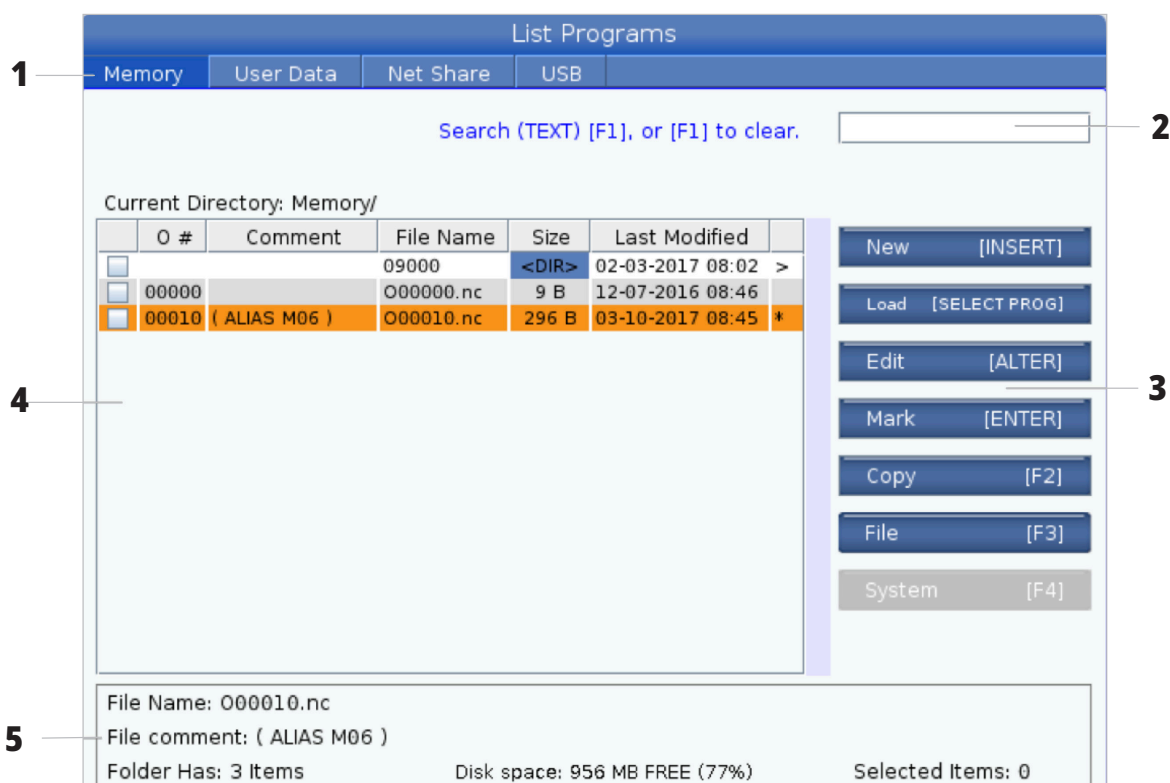 List Programs
1
Memory User Data Net Share USB
Search (TEXT) [F1], or [F1] to clear.
2
Current Directory: Memory/
O # Comment File Name Size Last Modified
09000 <DIR> 02-03-2017 08:02 >
00000 O00000.nc 9 B 12-07-2016 08:46
00010 ( ALIAS M06 ) O00010.nc 296 B 03-10-2017 08:45 *
New [INSERT]
Load [SELECT PROG]
Edit [ALTER]
3
Mark [ENTER]
Copy [F2]
File [F3]
System [F4]
4
File Name: O00010.nc
5
File comment: ( ALIAS M06 )
Folder Has: 3 Items Disk space: 956 MB FREE (77%) Selected Items: 0